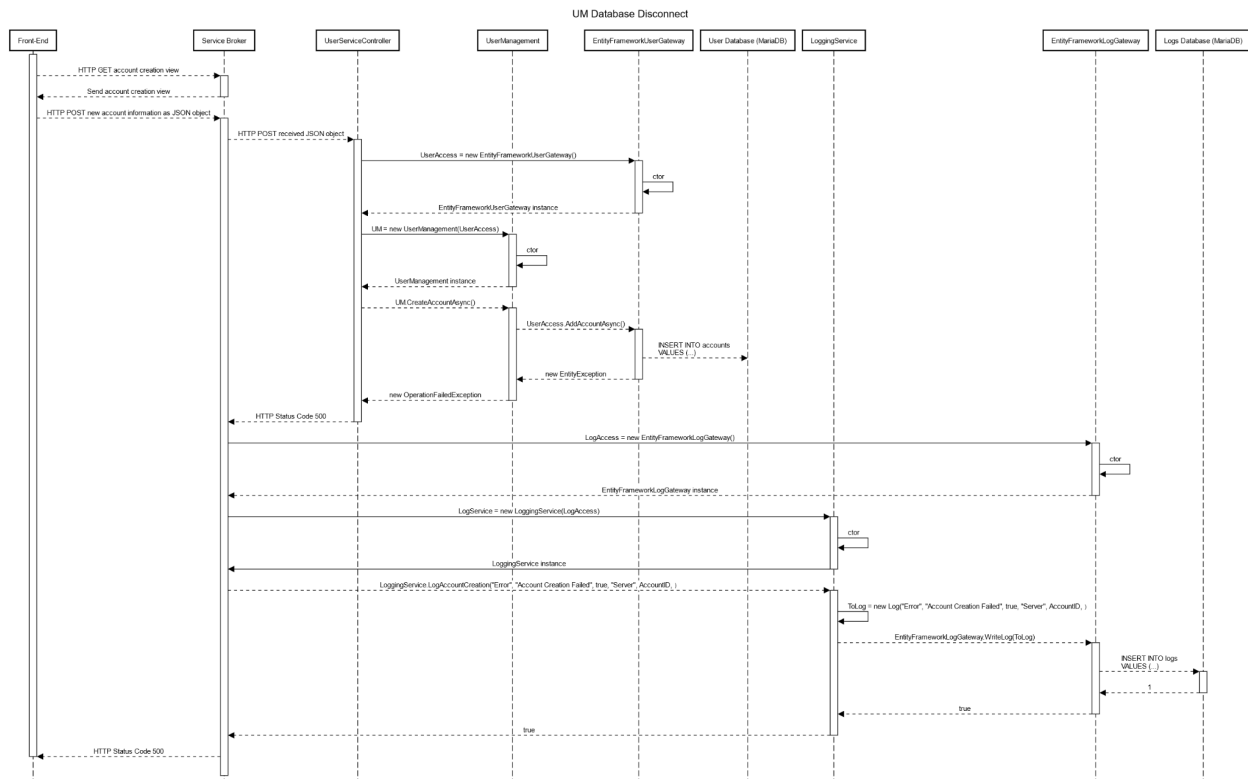 UM Database Disconnect
Front-End
Service Broker
UserServiceController
UserManagement
EntityFrameworkUserGateway
User Database (MariaDB)
LoggingService
EntityFrameworkLogGateway
Logs Database (MariaDB)
HTTP GET account creation view
Send account creation view
HTTP POST new account information as JSON object
HTTP POST received JSON object
UserAccess = new EntityFrameworkUserGateway()
ctor
EntityFrameworkUserGateway instance
UM = new UserManagement(UserAccess)
ctor
UserManagement instance
UM.CreateAccountAsync()
UserAccess.AddAccountAsync()
INSERT INTO accounts
VALUES (...)
new EntityException
new OperationFailedException
HTTP Status Code 500
LogAccess = new EntityFrameworkLogGateway()
ctor
EntityFrameworkLogGateway instance
LogService = new LoggingService(LogAccess)
ctor
LoggingService instance
LoggingService.LogAccountCreation("Error", "Account Creation Failed", true, "Server", AccountID, )
ToLog = new Log("Error", "Account Creation Failed", true, "Server", AccountID, )
EntityFrameworkLogGateway.WriteLog(ToLog)
INSERT INTO logs
VALUES (...)
1
true
true
HTTP Status Code 500